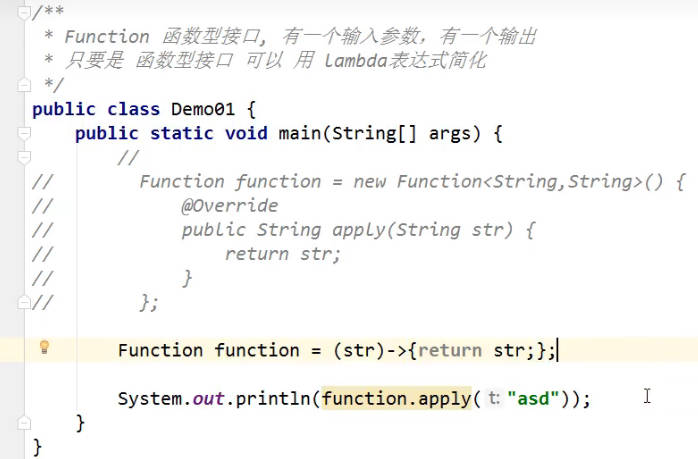 /**
 * Function 函数型接口, 有一个输入参数，有一个输出
 * 只要是 函数型接口 可以 用 lambda表达式简化
 */
public class Demo01 {
    public static void main(String[] args) {
        //
//        Function function = new Function<String,String>() {
//            @Override
//            public String apply(String str) {
//                return str;
//            }
//        };
        Function function = (str)->{return str;};
        System.out.println(function.apply( t: "asd"));
    }
}